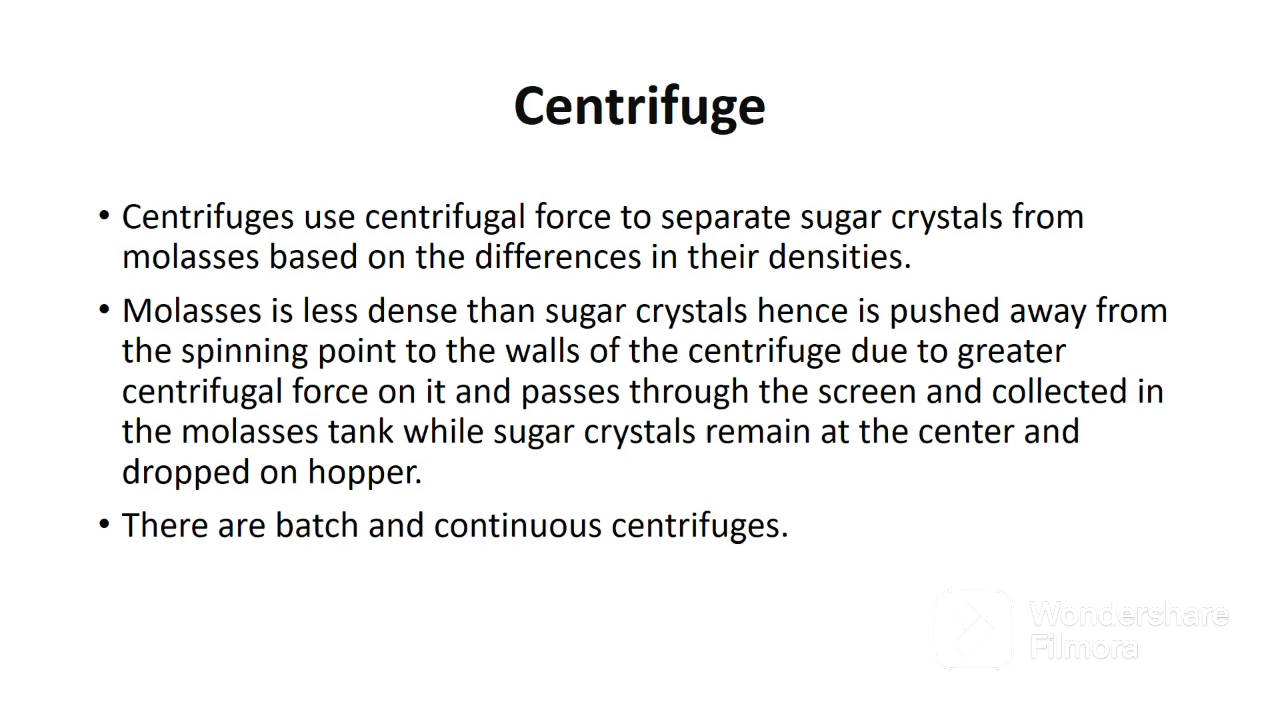 Centrifuge
• Centrifuges use centrifugal force to separate sugar crystals from
molasses based on the differences in their densities.
• Molasses is less dense than sugar crystals hence is pushed away from
the spinning point to the walls of the centrifuge due to greater
centrifugal force on it and passes through the screen and collected in
the molasses tank while sugar crystals remain at the center and
dropped on hopper.
• There are batch and continuous centrifuges.
Wondershare
Filmora